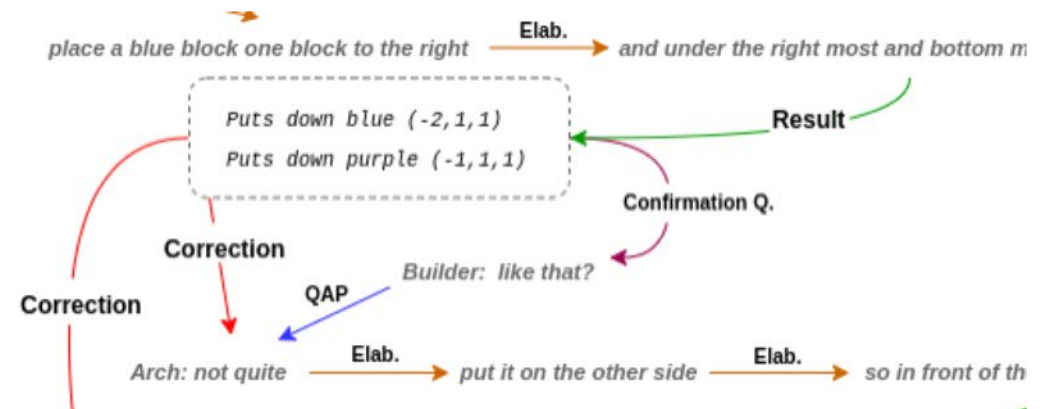 Elab.
place a blue block one block to the right
and under the right most and bottom m
Puts down blue (-2,1,1)
Result
Puts down purple (-1,1,1)
Confirmation Q.
Correction
Builder: like that?
QAP
Correction
Elab.
Elab.
Arch: not quite
put it on the other side
so in front of th